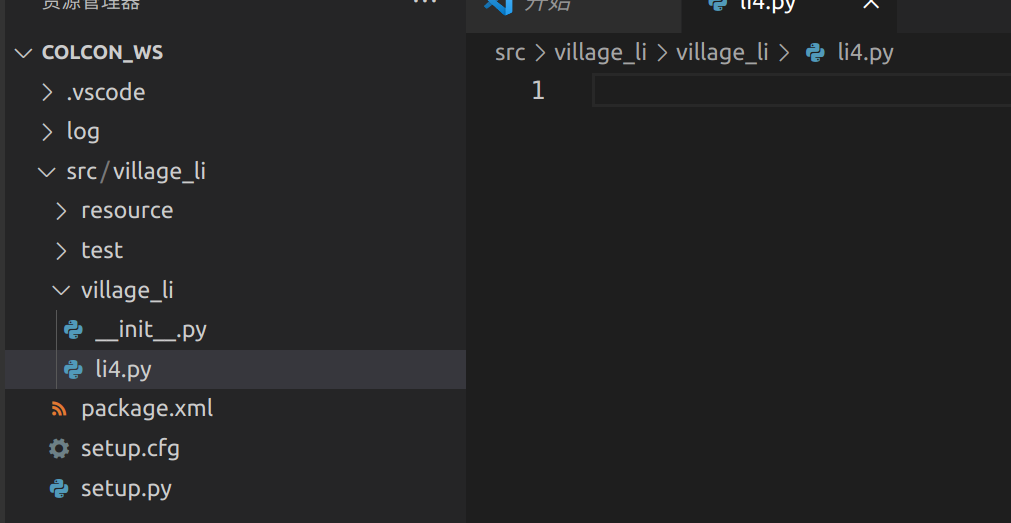 资源管理器 ...
COLCON_WS
.vscode
log
src/village_li
resource
test
village_li
__init__.py
li4.py
package.xml
setup.cfg
setup.py
开始
li4.py
src > village_li > village_li > li4.py
1